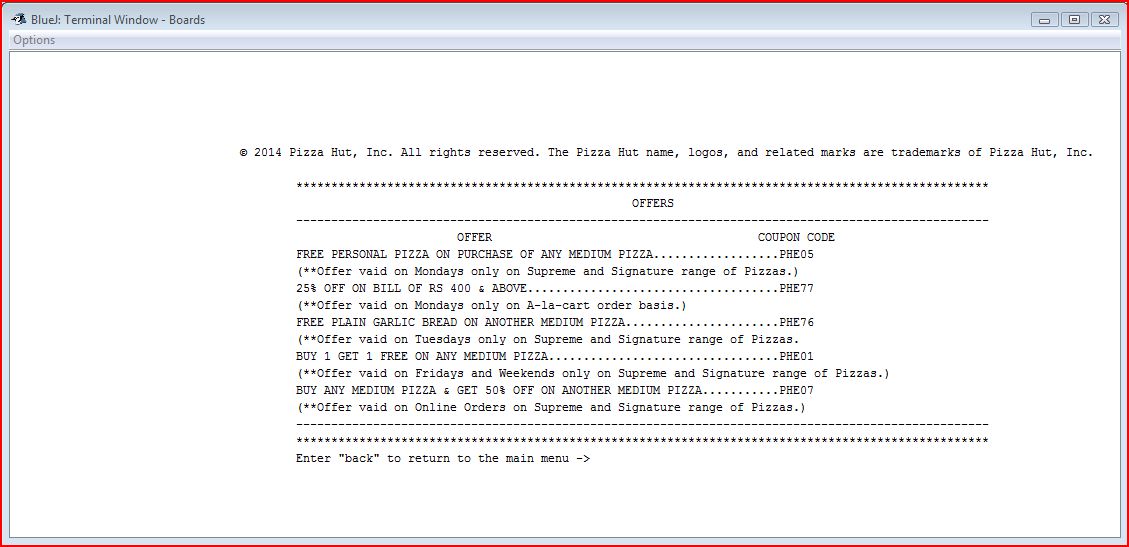 BlueJ: Terminal Window - Boards
Options
© 2014 Pizza Hut, Inc. All rights reserved. The Pizza Hut name, logos, and related marks are trademarks of Pizza Hut, Inc.
***************************************************************************************************
OFFERS
---------------------------------------------------------------------------------------------------
OFFER COUPON CODE
FREE PERSONAL PIZZA ON PURCHASE OF ANY MEDIUM PIZZA..................PHE05
(**Offer vaid on Mondays only on Supreme and Signature range of Pizzas.)
25% OFF ON BILL OF RS 400 & ABOVE....................................PHE77
(**Offer vaid on Mondays only on A-la-cart order basis.)
FREE PLAIN GARLIC BREAD ON ANOTHER MEDIUM PIZZA......................PHE76
(**Offer vaid on Tuesdays only on Supreme and Signature range of Pizzas.
BUY 1 GET 1 FREE ON ANY MEDIUM PIZZA.................................PHE01
(**Offer vaid on Fridays and Weekends only on Supreme and Signature range of Pizzas.)
BUY ANY MEDIUM PIZZA & GET 50% OFF ON ANOTHER MEDIUM PIZZA...........PHE07
(**Offer vaid on Online Orders on Supreme and Signature range of Pizzas.)
---------------------------------------------------------------------------------------------------
***************************************************************************************************
Enter "back" to return to the main menu ->